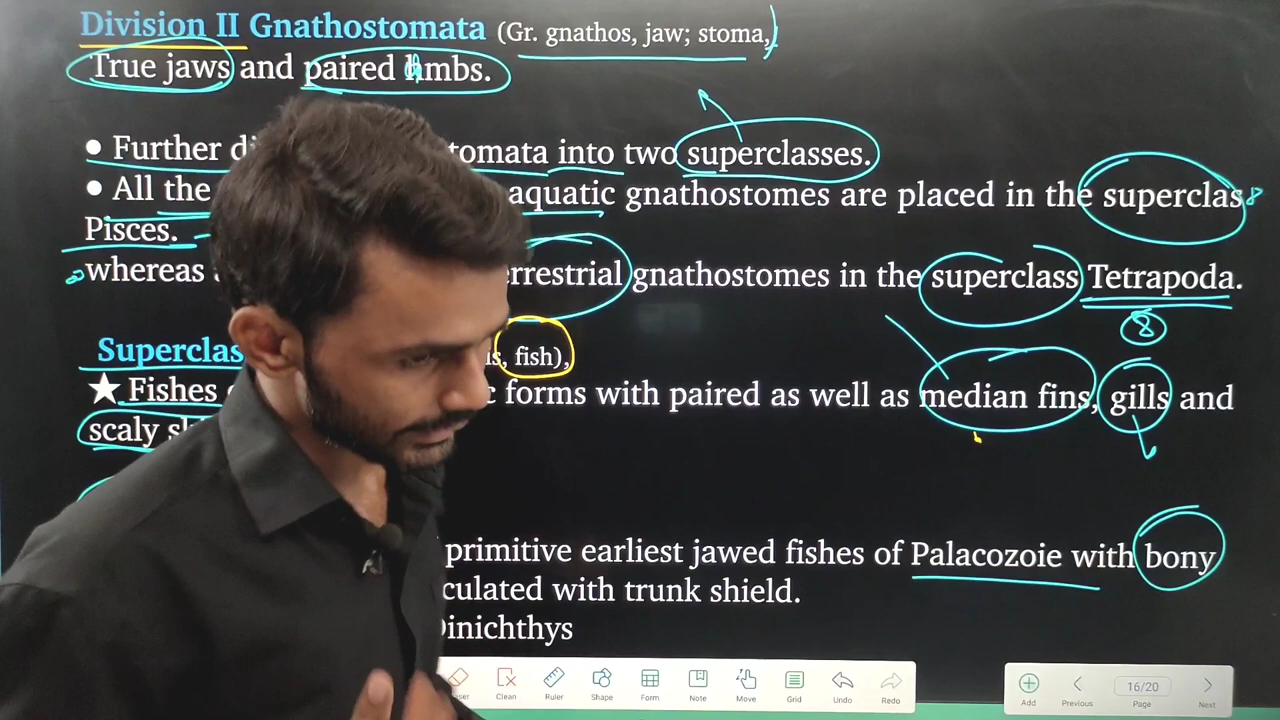 Division II Gnathostomata (Gr. gnathos, jaw; stoma,)
True jaws and paired limbs.
• Further di tomata into two superclasses.
• All the aquatic gnathostomes are placed in the superclas
Pisces.
whereas errestrial gnathostomes in the superclass Tetrapoda.
Superclas s, fish),
★ Fishes c forms with paired as well as median fins, gills and
scaly
primitive earliest jawed fishes of Palacozoie with bony
culated with trunk shield.
inichthys
Clean Ruler Shape Form Note Move Grid Undo Redo
Add Previous 16/20 Page Next